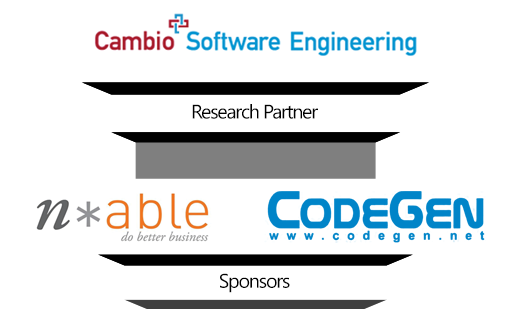 Cambio Software Engineering
Research Partner
n*able CODEGEN
do better business www.codegen.net
Sponsors